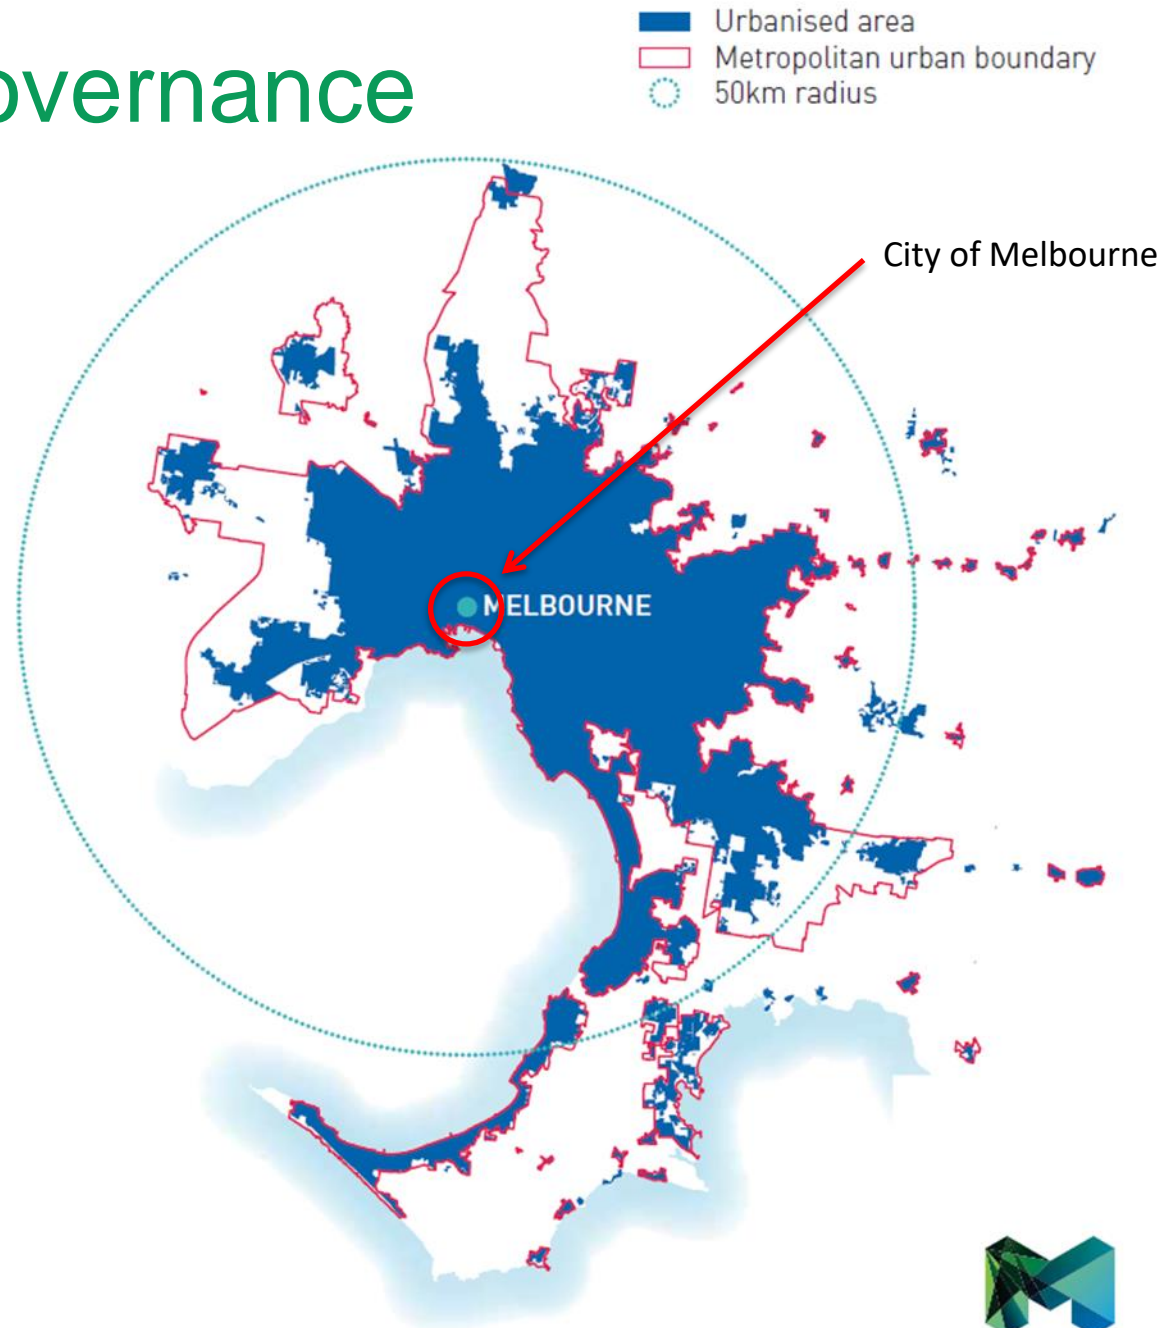 overnance
Urbanised area
Metropolitan urban boundary
50km radius
City of Melbourne
MELBOURNE